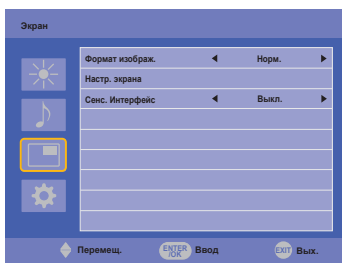 Экран
Формат изображ. Норм.
Настр. экрана
Сенс. Интерфейс Выкл.
Перемещ. ENTER /OK Ввод EXIT Вых.